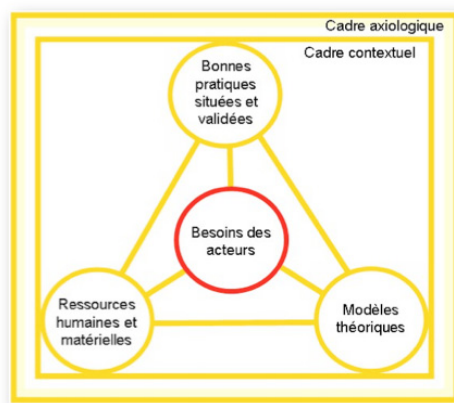 Cadre axiologique
Cadre contextuel
Bonnes
pratiques
situées et
validées
Besoins des
acteurs
Ressources
humaines et
matérielles
Modèles
théoriques